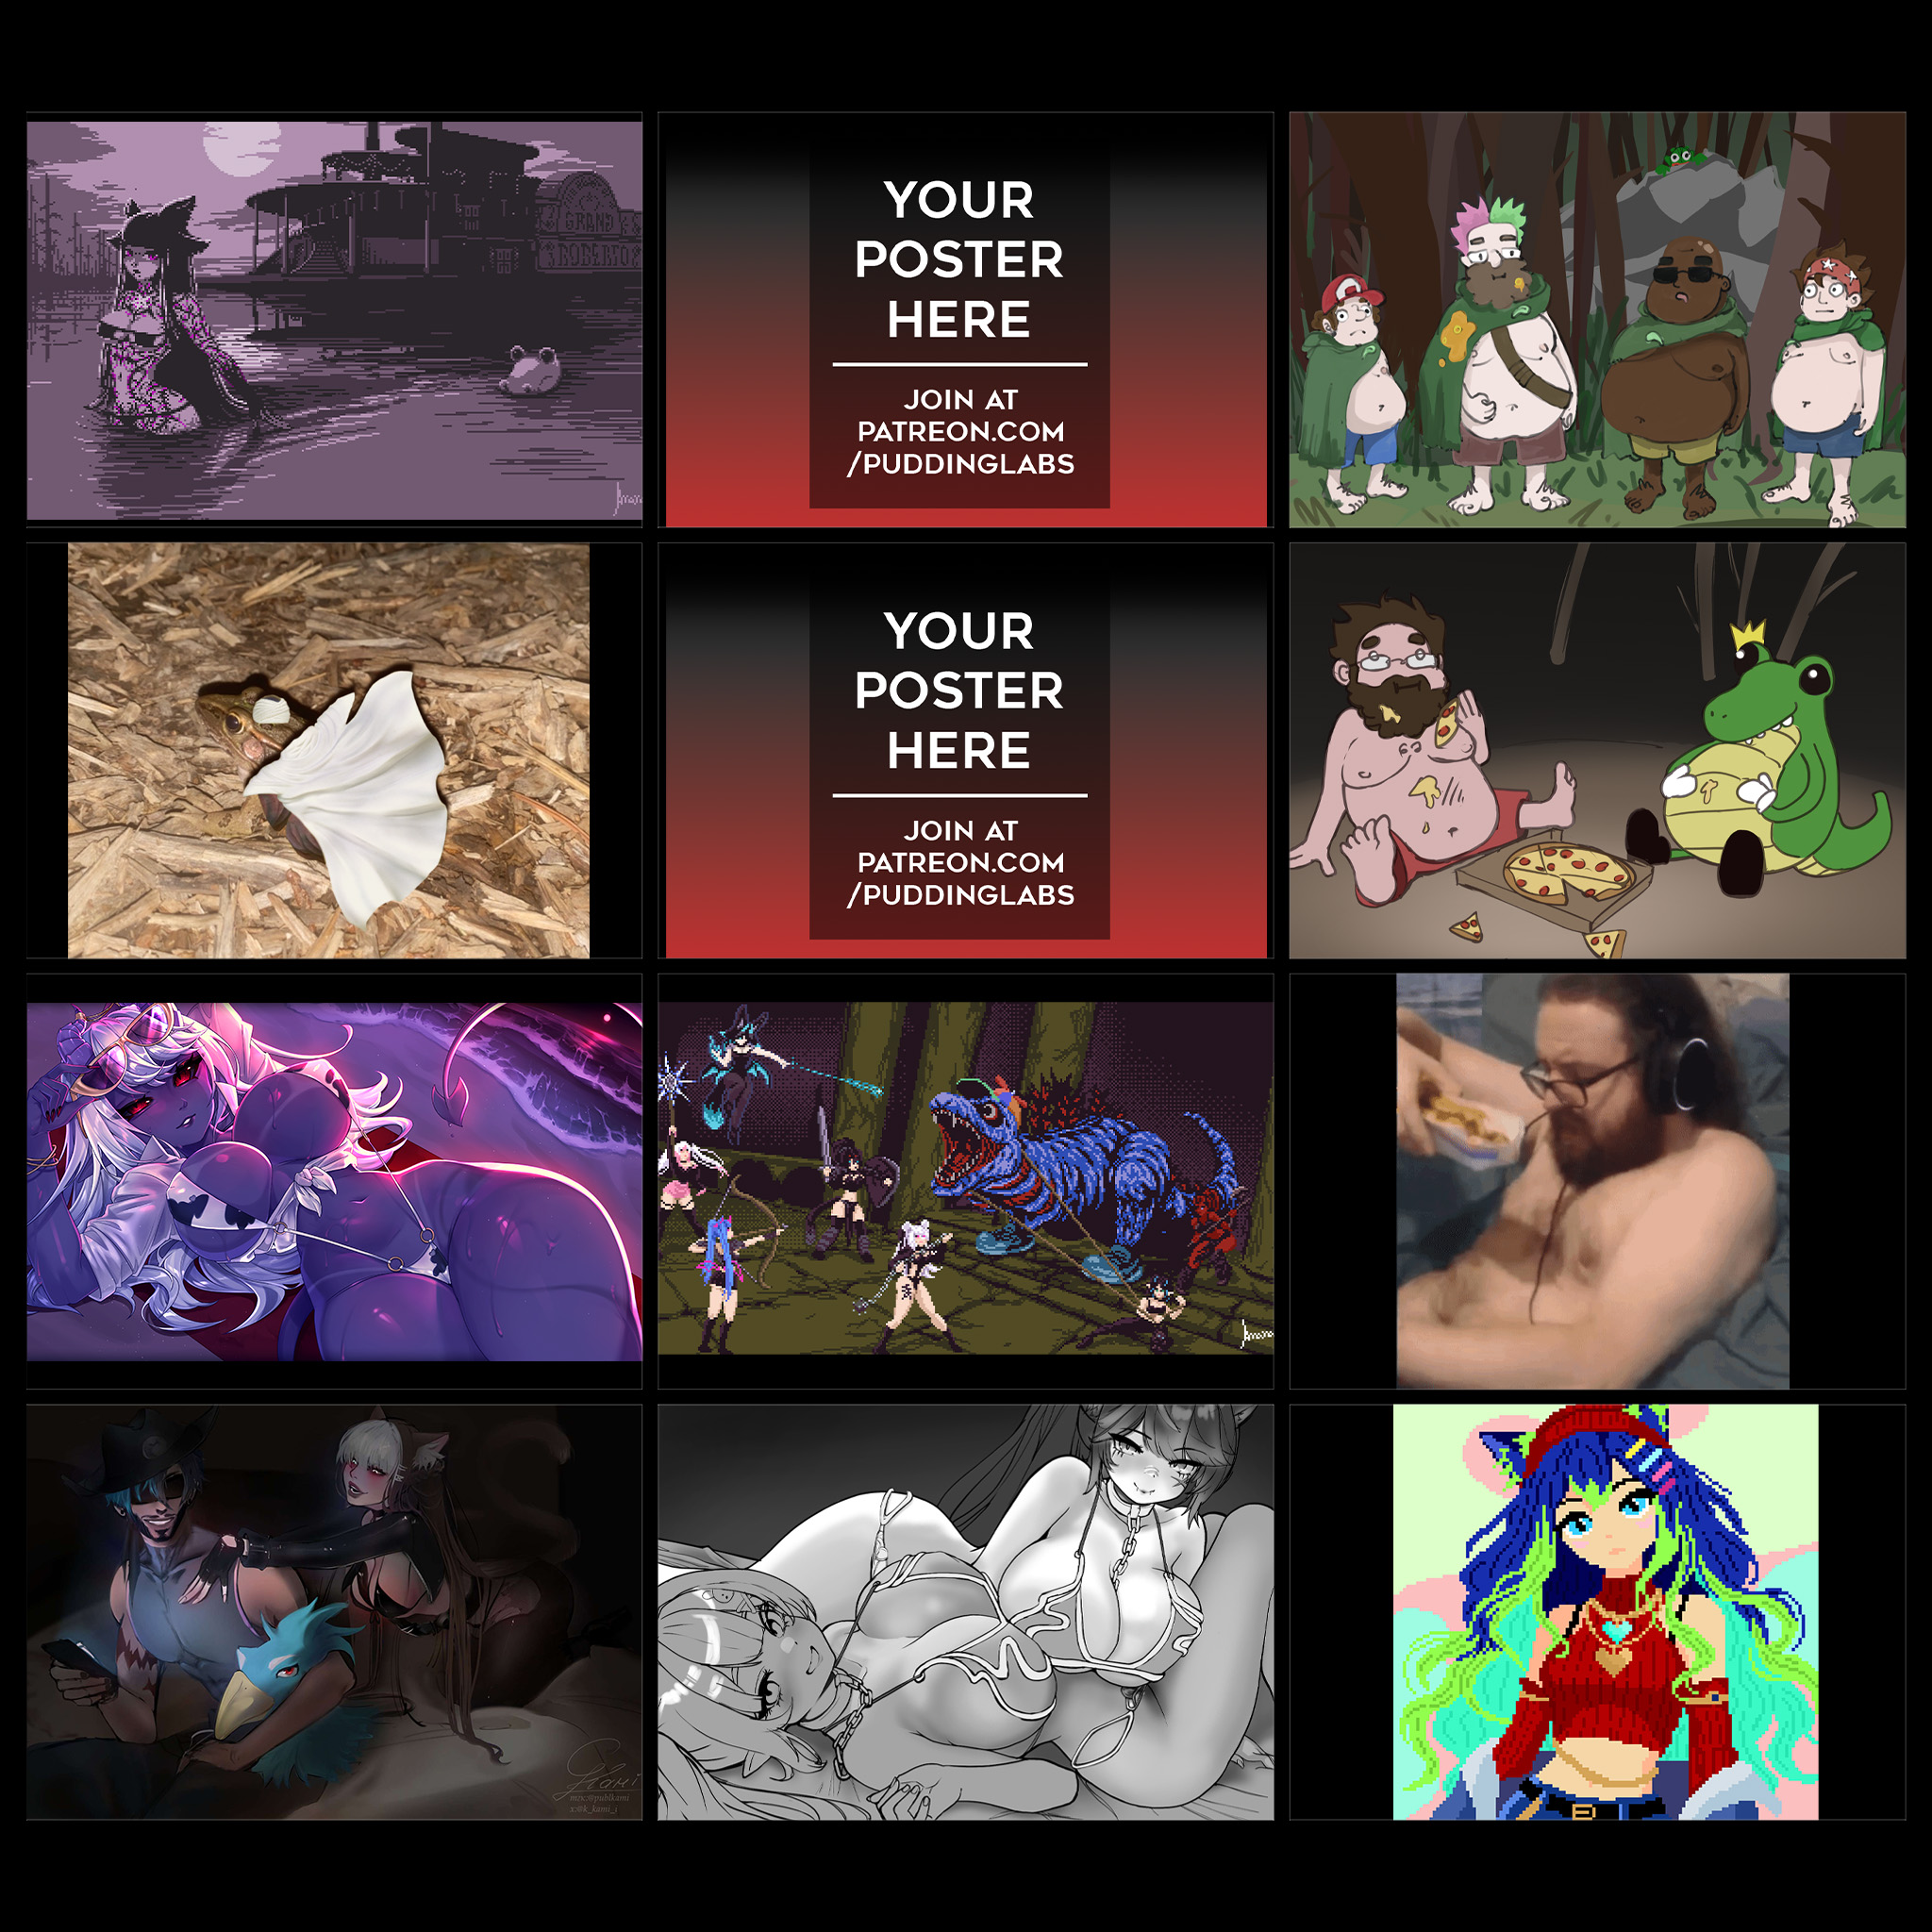 GRAND
YOUR
POSTER
HERE
JOIN AT
PATREON.COM
/PUDDINGLABS
YOUR
POSTER
HERE
JOIN AT
PATREON.COM
/PUDDINGLABS